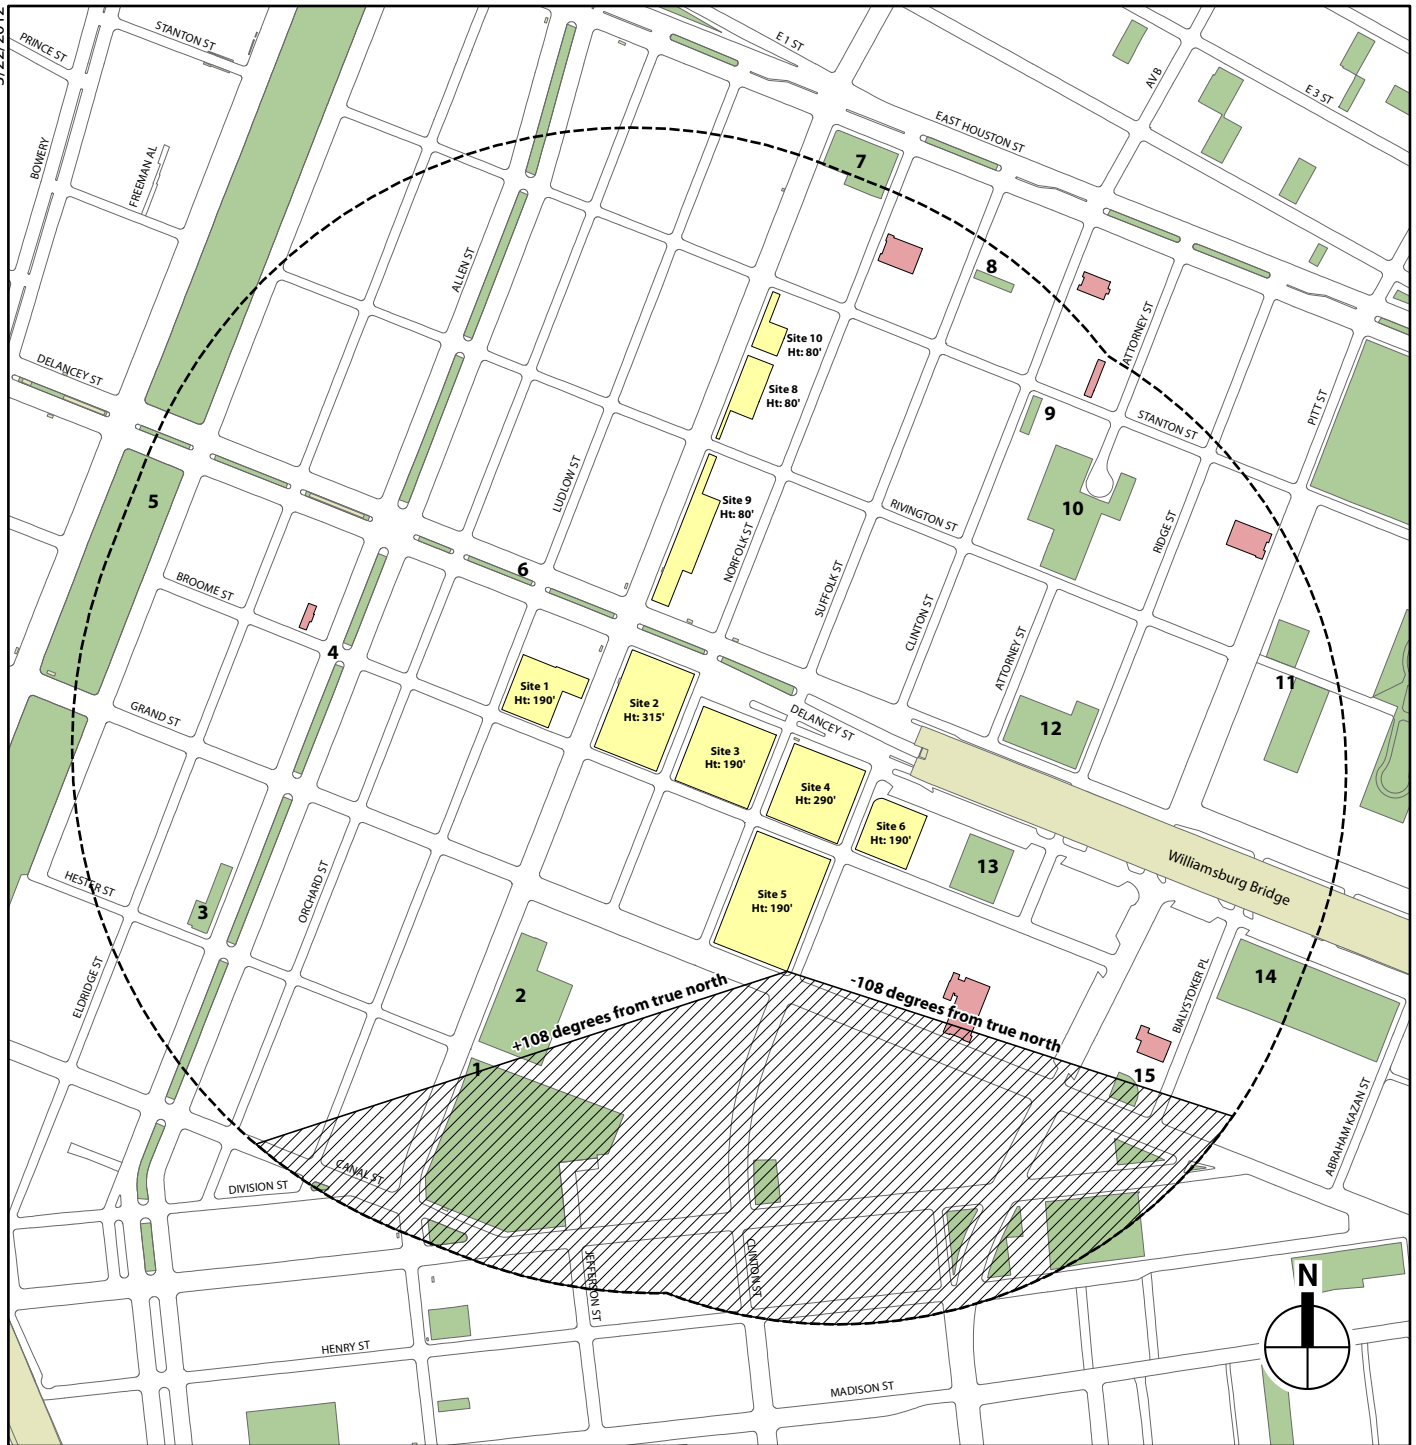 5/22/2012
PRINCE ST
STANTON ST
E 1 ST
AV B
E 3 ST
BOWERY
FREEMAN AL
EAST HOUSTON ST
7
ALLEN ST
8
ATTORNEY ST
Site 10
Ht: 80'
DELANCEY ST
Site 8
Ht: 80'
PITT ST
9
STANTON ST
5
LUDLOW ST
Site 9
Ht: 80'
NORFOLK ST
RIVINGTON ST
10
RIDGE ST
6
BROOME ST
SUFFOLK ST
CLINTON ST
ATTORNEY ST
4
11
Site 1
Ht: 190'
Site 2
Ht: 315'
GRAND ST
DELANCEY ST
12
Site 3
Ht: 190'
Site 4
Ht: 290'
Site 6
Ht: 190'
13
Williamsburg Bridge
HESTER ST
ORCHARD ST
3
Site 5
Ht: 190'
ELDRIDGE ST
2
+108 degrees from true north
-108 degrees from true north
BIALYSTOKER PL
14
1
15
ABRAHAM KAZAN ST
CANAL ST
DIVISION ST
JEFFERSON ST
CLINTON ST
N
HENRY ST
MADISON ST